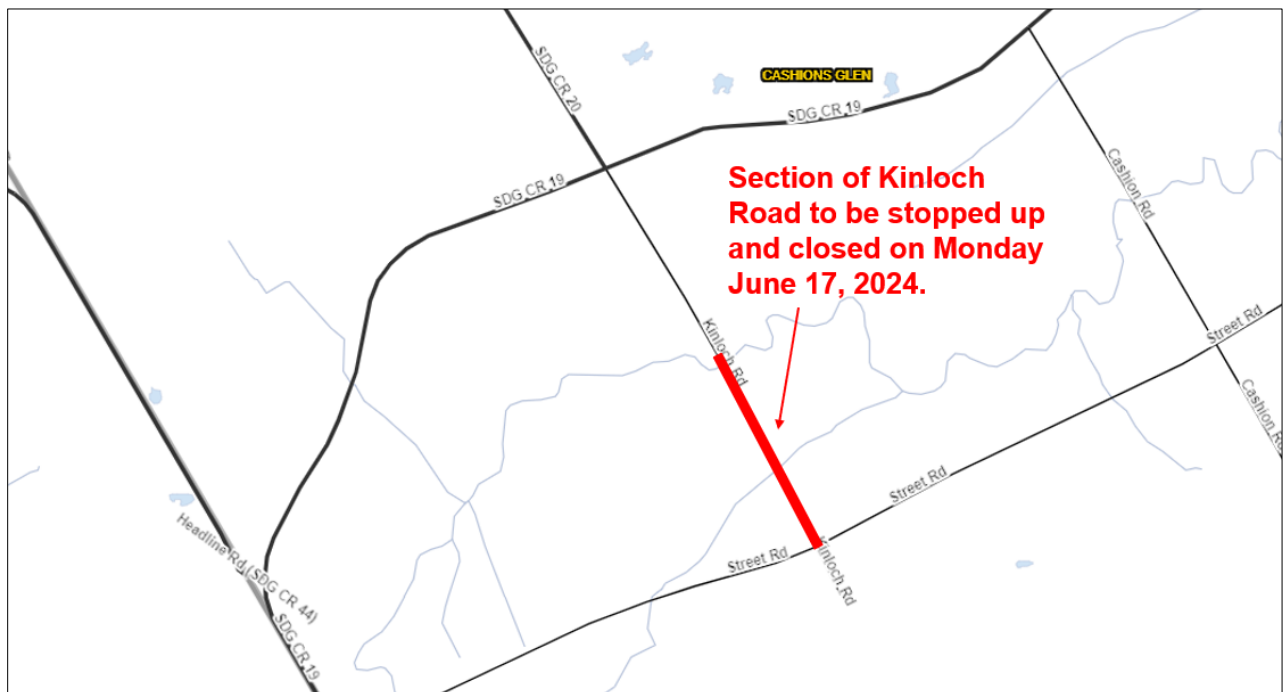 SDG CR 20
CASHIONS GLEN
SDG CR 19
SDG CR 19
Cashion Rd
Section of Kinloch
Road to be stopped up
and closed on Monday
June 17, 2024.
Kinloch Rd
Street Rd
Cashion Rd
Street Rd
Street Rd
Kinloch Rd
Headline Rd (SDG CR 44)
SDG CR 19